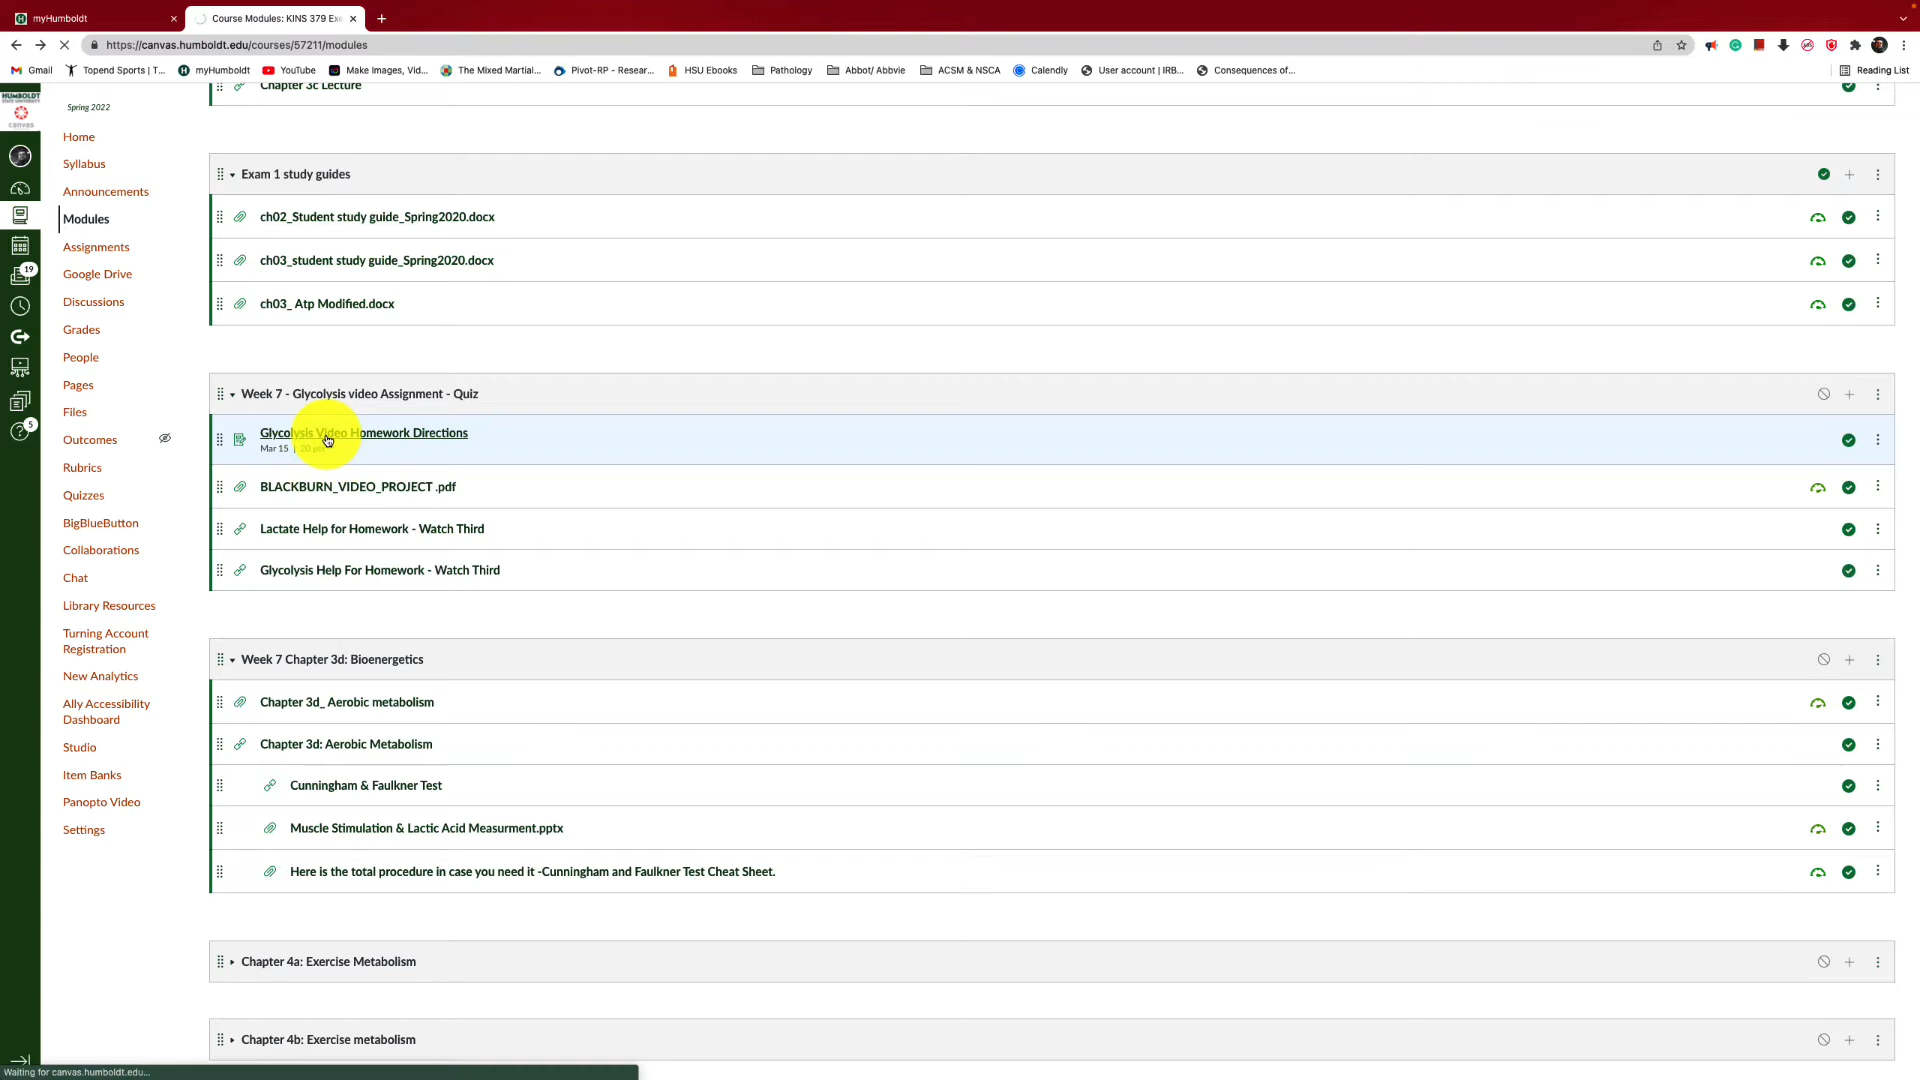 myHumboldt
Course Modules: KINS 379 Exe
https://canvas.humboldt.edu/courses/57211/modules
Gmail
Topend Sports | T...
myHumboldt
YouTube
Make Images, Vid...
The Mixed Martial...
Pivot-RP - Resear...
HSU Ebooks
Pathology
Abbot/ Abbvie
ACSM & NSCA
Calendly
User account | IRB...
Consequences of...
Reading List
HUMBOLDT
STATE UNIVERSITY
canvas
19
5
Spring 2022
Home
Syllabus
Announcements
Modules
Assignments
Google Drive
Discussions
Grades
People
Pages
Files
Outcomes
Rubrics
Quizzes
BigBlueButton
Collaborations
Chat
Library Resources
Turning Account
Registration
New Analytics
Ally Accessibility
Dashboard
Studio
Item Banks
Panopto Video
Settings
Chapter 3c Lecture
Exam 1 study guides
ch02_Student study guide_Spring2020.docx
ch03_student study guide_Spring2020.docx
ch03_ Atp Modified.docx
Week 7 - Glycolysis video Assignment - Quiz
Glycolysis Video Homework Directions
Mar 15 | 20 pts
BLACKBURN_VIDEO_PROJECT .pdf
Lactate Help for Homework - Watch Third
Glycolysis Help For Homework - Watch Third
Week 7 Chapter 3d: Bioenergetics
Chapter 3d_ Aerobic metabolism
Chapter 3d: Aerobic Metabolism
Cunningham & Faulkner Test
Muscle Stimulation & Lactic Acid Measurment.pptx
Here is the total procedure in case you need it -Cunningham and Faulkner Test Cheat Sheet.
Chapter 4a: Exercise Metabolism
Chapter 4b: Exercise metabolism
Waiting for canvas.humboldt.edu...